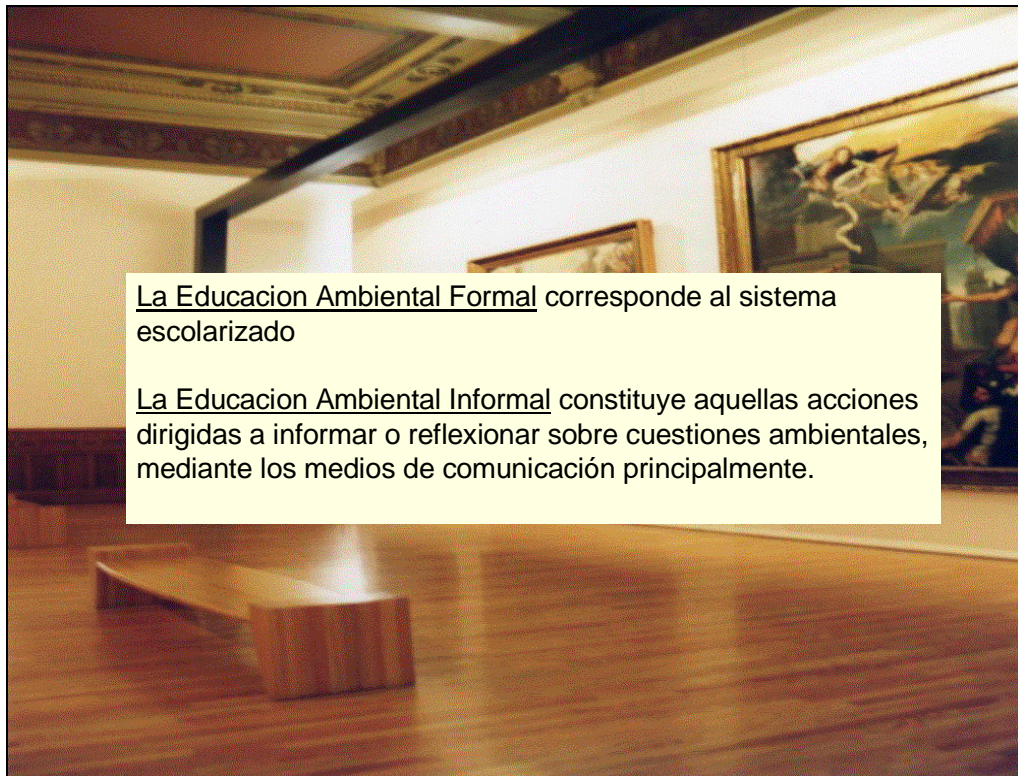 La Educacion Ambiental Formal corresponde al sistema
escolarizado
La Educacion Ambiental Informal constituye aquellas acciones
dirigidas a informar o reflexionar sobre cuestiones ambientales,
mediante los medios de comunicación principalmente.